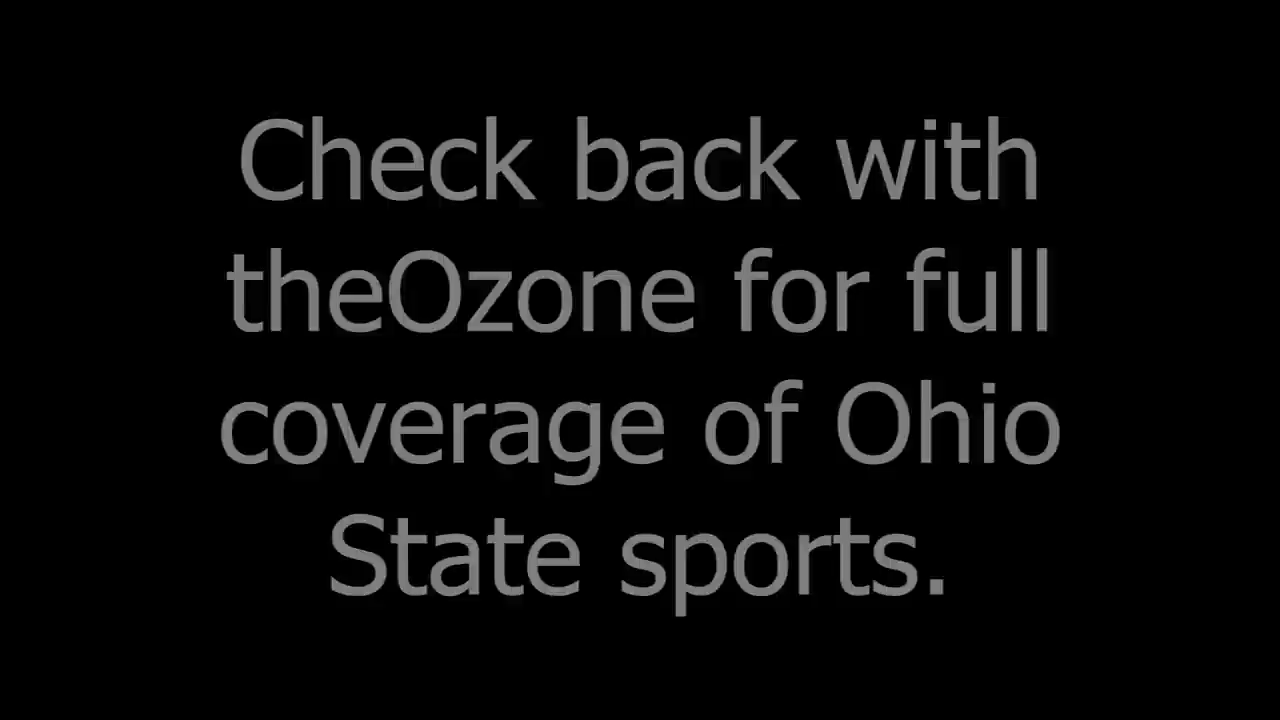 Check back with
theOzone for full
coverage of Ohio
State sports.